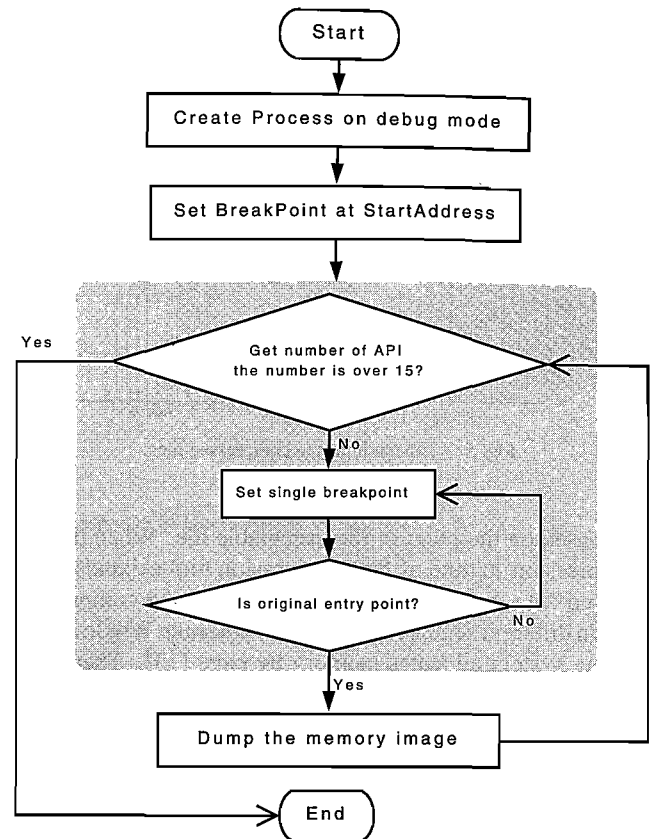 Start
Create Process on debug mode
Set BreakPoint at StartAddress
Yes
Get number of API
the number is over 15?
No
Set single breakpoint
Is original entry point?
No
Yes
Dump the memory image
End